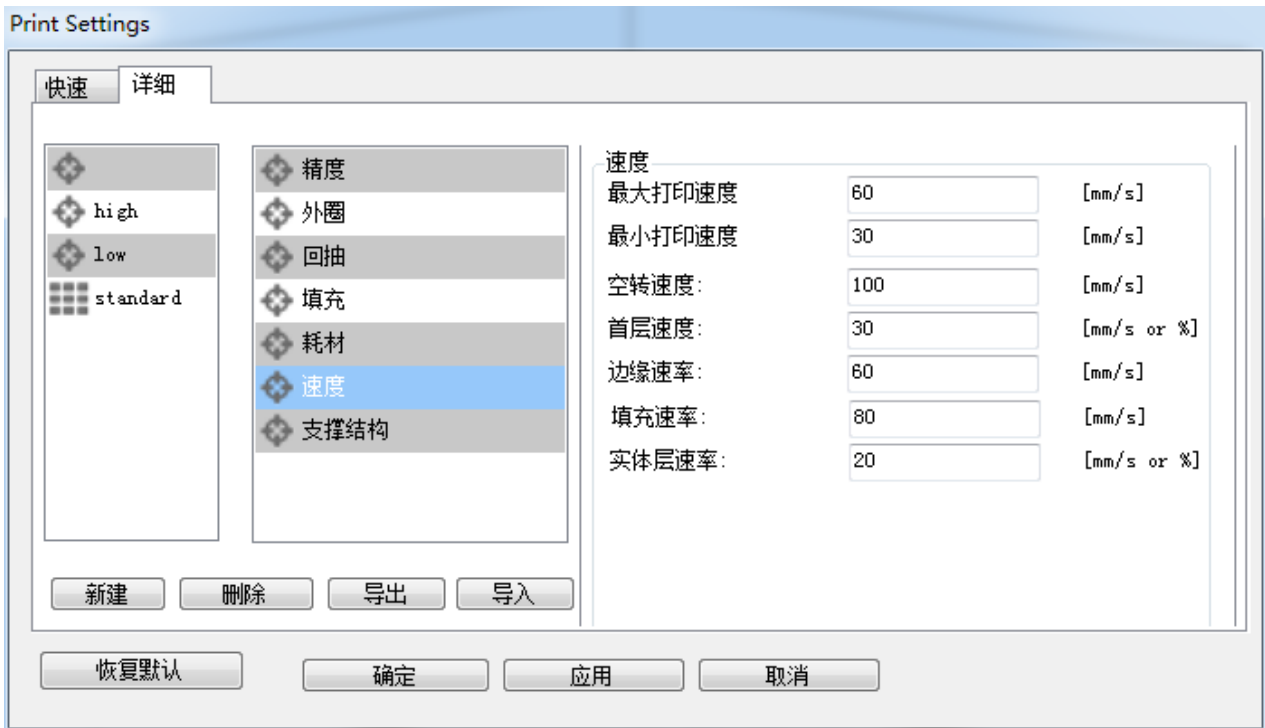 Print Settings
快速 详细
high
low
standard
精度
外圈
回抽
填充
耗材
速度
支撑结构
速度
最大打印速度 60 [mm/s]
最小打印速度 30 [mm/s]
空转速度: 100 [mm/s]
首层速度: 30 [mm/s or %]
边缘速率: 60 [mm/s]
填充速率: 80 [mm/s]
实体层速率: 20 [mm/s or %]
新建 删除 导出 导入
恢复默认 确定 应用 取消